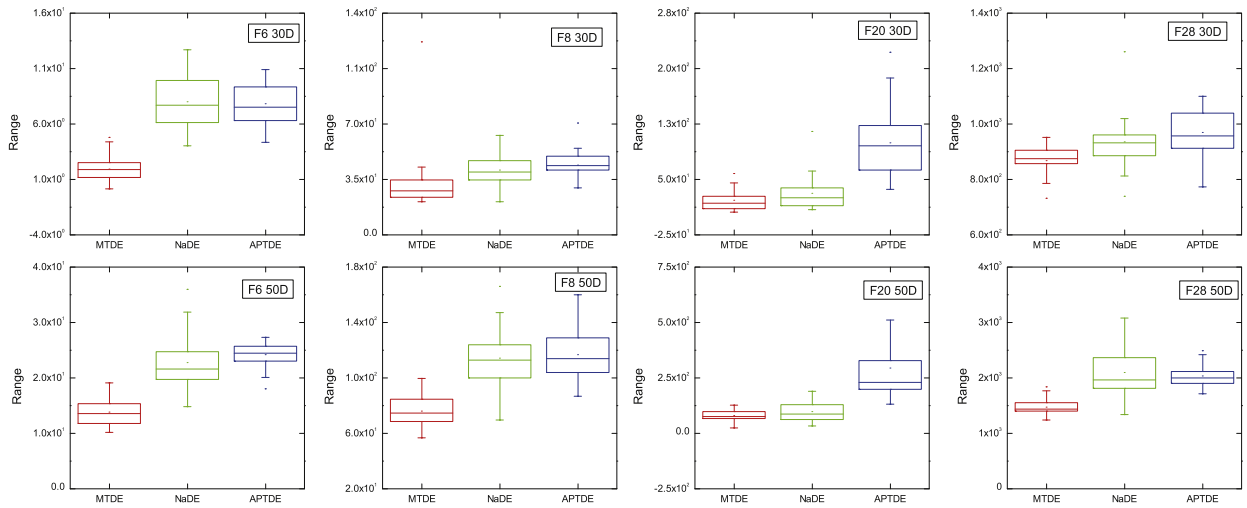 F6 30D
Range
1.6x10¹
1.1x10¹
6.0x10⁰
1.0x10⁰
-4.0x10⁰
MTDE NaDE APTDE
F8 30D
Range
1.4x10²
1.1x10²
7.0x10¹
3.5x10¹
0.0
MTDE NaDE APTDE
F20 30D
Range
2.8x10²
2.0x10²
1.3x10²
5.0x10¹
-2.5x10¹
MTDE NaDE APTDE
F28 30D
Range
1.4x10³
1.2x10³
1.0x10³
8.0x10²
6.0x10²
MTDE NaDE APTDE
F6 50D
Range
4.0x10¹
3.0x10¹
2.0x10¹
1.0x10¹
0.0
MTDE NaDE APTDE
F8 50D
Range
1.8x10²
1.4x10²
1.0x10²
6.0x10¹
2.0x10¹
MTDE NaDE APTDE
F20 50D
Range
7.5x10²
5.0x10²
2.5x10²
0.0
-2.5x10²
MTDE NaDE APTDE
F28 50D
Range
4x10³
3x10³
2x10³
1x10³
0
MTDE NaDE APTDE